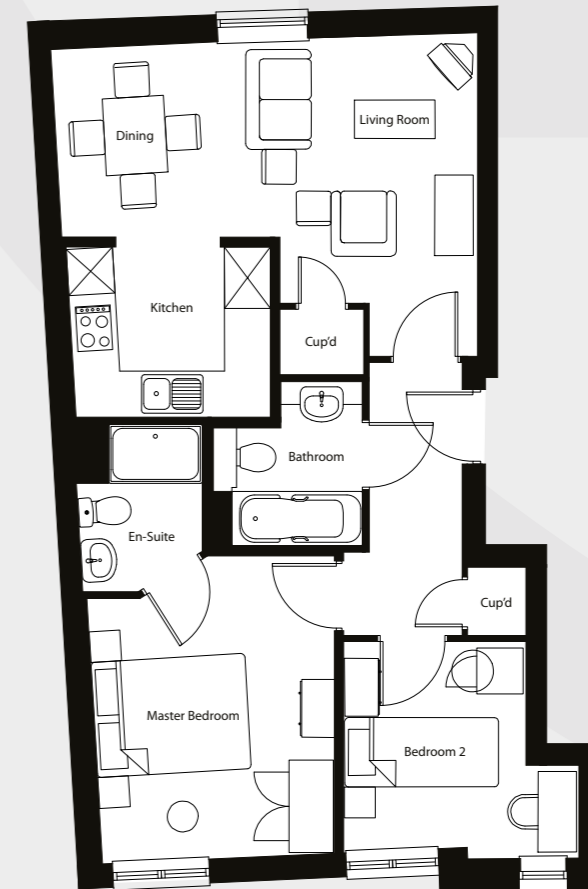 Dining
Living Room
Kitchen
Cup’d
Bathroom
En-Suite
Cup’d
Master Bedroom
Bedroom 2